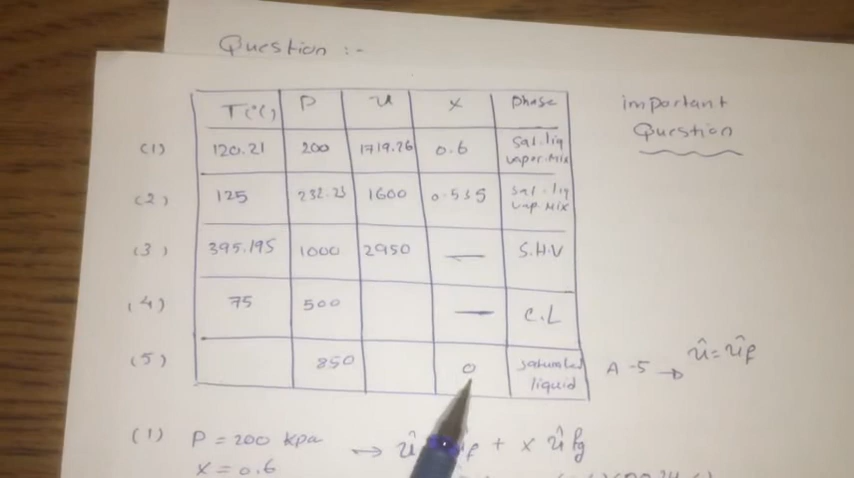 Question :-
important
Question
T(°C) P u x phase
(1) 120.21 200 1719.26 0.6 Sat.liq vapor.Mix
(2) 125 232.23 1600 0.535 Sat.liq vap.Mix
(3) 395.195 1000 2950 — S.H.V
(4) 75 500 — C.L
(5) 850 0 saturated liquid A-5 → û = ûf
(1) P = 200 kpa → û f + x ûfg
x = 0.6